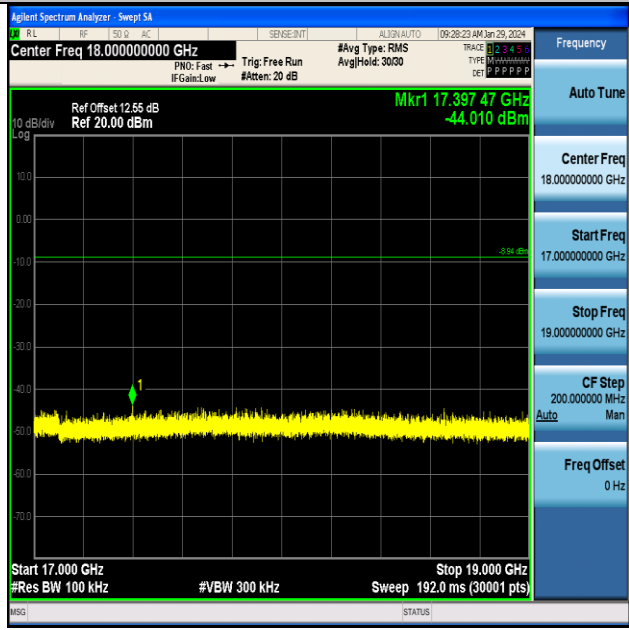 Agilent Spectrum Analyzer - Swept SA
RL RF 50 Ω AC SENSE:INT ALIGN AUTO 09:28:23 AM Jan 29, 2024
Center Freq 18.000000000 GHz
PNO: Fast Trig: Free Run
IFGain:Low #Atten: 20 dB
#Avg Type: RMS
Avg|Hold: 30/30
TRACE 1 2 3 4 5 6
TYPE
DET P P P P P P
Frequency
Auto Tune
Center Freq
18.000000000 GHz
Start Freq
17.000000000 GHz
Stop Freq
19.000000000 GHz
CF Step
200.000000 MHz
Auto Man
Freq Offset
0 Hz
Mkr1 17.397 47 GHz
-44.010 dBm
Ref Offset 12.55 dB
10 dB/div Ref 20.00 dBm
Log
10.0
0.00
-8.94 dBm
-10.0
-20.0
-30.0
-40.0
1
-50.0
-60.0
-70.0
Start 17.000 GHz Stop 19.000 GHz
#Res BW 100 kHz #VBW 300 kHz Sweep 192.0 ms (30001 pts)
MSG STATUS